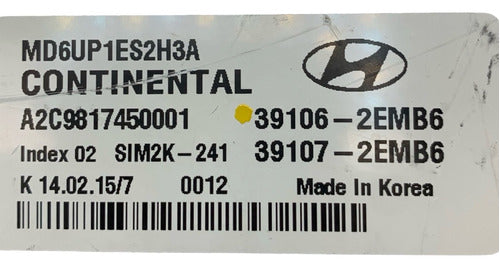 MD6UP1ES2H3A
CONTINENTAL
A2C9817450001 39106-2EMB6
Index 02 SIM2K-241 39107-2EMB6
K 14.02.15/7 0012 Made In Korea